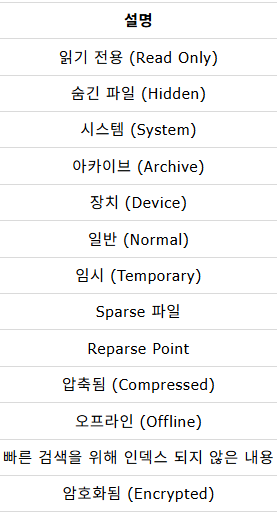 설명
읽기 전용 (Read Only)
숨긴 파일 (Hidden)
시스템 (System)
아카이브 (Archive)
장치 (Device)
일반 (Normal)
임시 (Temporary)
Sparse 파일
Reparse Point
압축됨 (Compressed)
오프라인 (Offline)
빠른 검색을 위해 인덱스 되지 않은 내용
암호화됨 (Encrypted)